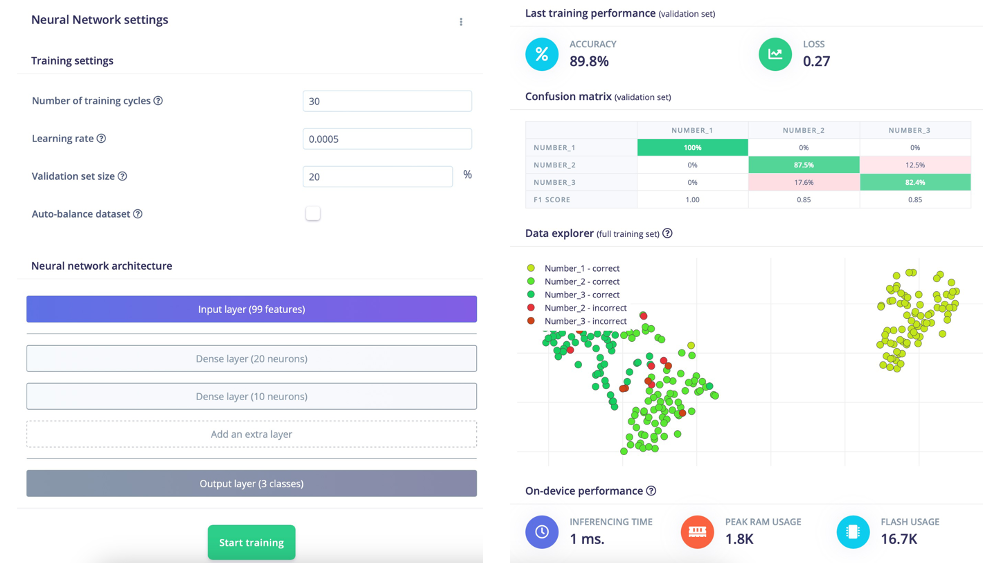 Neural Network settings
Training settings
Number of training cycles
30
Learning rate
0.0005
Validation set size
20
%
Auto-balance dataset
Neural network architecture
Input layer (99 features)
Dense layer (20 neurons)
Dense layer (10 neurons)
Add an extra layer
Output layer (3 classes)
Start training
Last training performance (validation set)
%
ACCURACY
89.8%
LOSS
0.27
Confusion matrix (validation set)
NUMBER_1 NUMBER_2 NUMBER_3
NUMBER_1 100% 0% 0%
NUMBER_2 0% 87.5% 12.5%
NUMBER_3 0% 17.6% 82.4%
F1 SCORE 1.00 0.85 0.85
Data explorer (full training set)
Number_1 - correct
Number_2 - correct
Number_3 - correct
Number_2 - incorrect
Number_3 - incorrect
On-device performance
INFERENCING TIME
1 ms.
PEAK RAM USAGE
1.8K
FLASH USAGE
16.7K